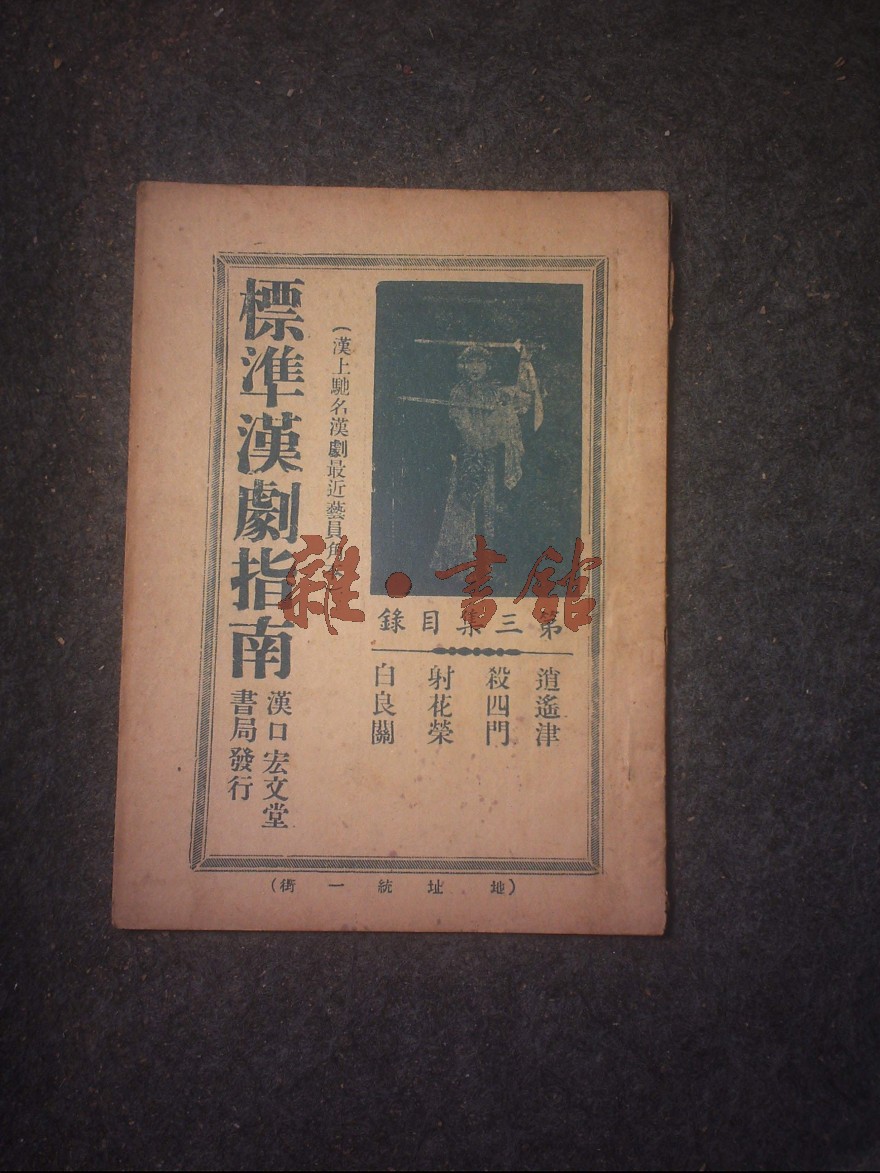 第三集目錄
逍遙津
殺四門
射花榮
白良關
(漢上馳名漢劇最近藝員角
標準漢劇指南
漢口宏文堂
書局發行
(地址統一街)
雜·書館